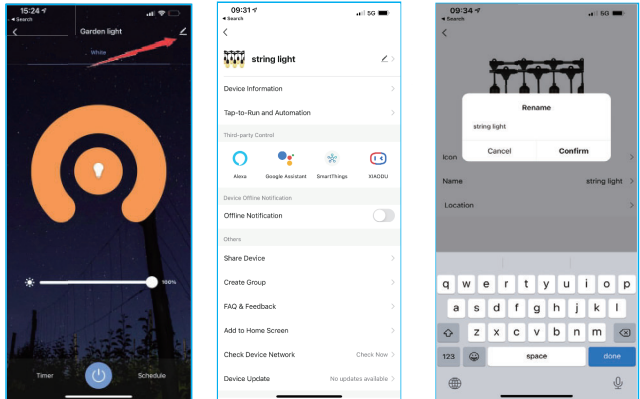 15:24
Search
Garden light
White
100%
Timer
Schedule
09:31
5G
Search
string light
Device Information
Tap-to-Run and Automation
Third-party Control
Alexa Google Assistant SmartThings XIAODU
Device Offline Notification
Offline Notification
Others
Share Device
Create Group
FAQ & Feedback
Add to Home Screen
Check Device Network Check Now
Device Update No updates available
09:34
5G
Search
Rename
string light
Cancel Confirm
Icon
Name string light
Location
q w e r t y u i o p
a s d f g h j k l
z x c v b n m
123 space done